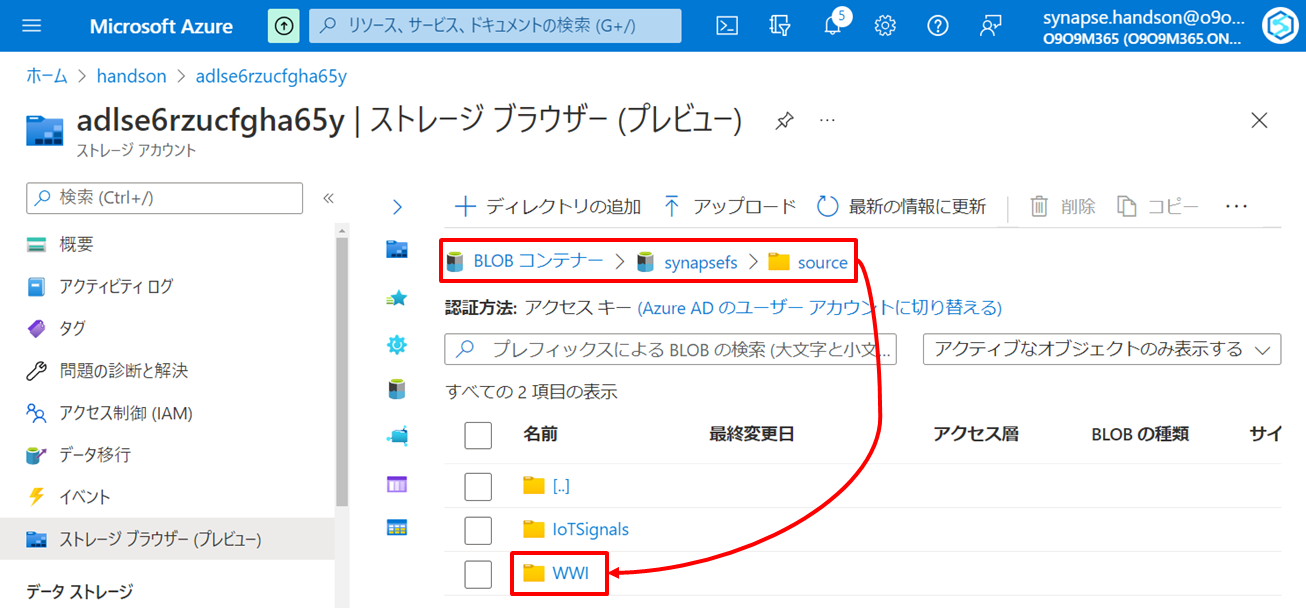 Microsoft Azure
リソース、サービス、ドキュメントの検索 (G+/)
5
synapse.handson@o9o...
O9O9M365 (O9O9M365.ON...
ホーム > handson > adlse6rzucfgha65y
adlse6rzucfgha65y | ストレージ ブラウザー (プレビュー)
ストレージ アカウント
検索 (Ctrl+/)
概要
アクティビティ ログ
タグ
問題の診断と解決
アクセス制御 (IAM)
データ移行
イベント
ストレージ ブラウザー (プレビュー)
データ ストレージ
ディレクトリの追加 アップロード 最新の情報に更新 削除 コピー
BLOB コンテナー > synapsefs > source
認証方法: アクセス キー (Azure AD のユーザー アカウントに切り替える)
プレフィックスによる BLOB の検索 (大文字と小文... アクティブなオブジェクトのみ表示する
すべての 2 項目の表示
名前 最終変更日 アクセス層 BLOB の種類 サイ
[..]
IoTSignals
WWI